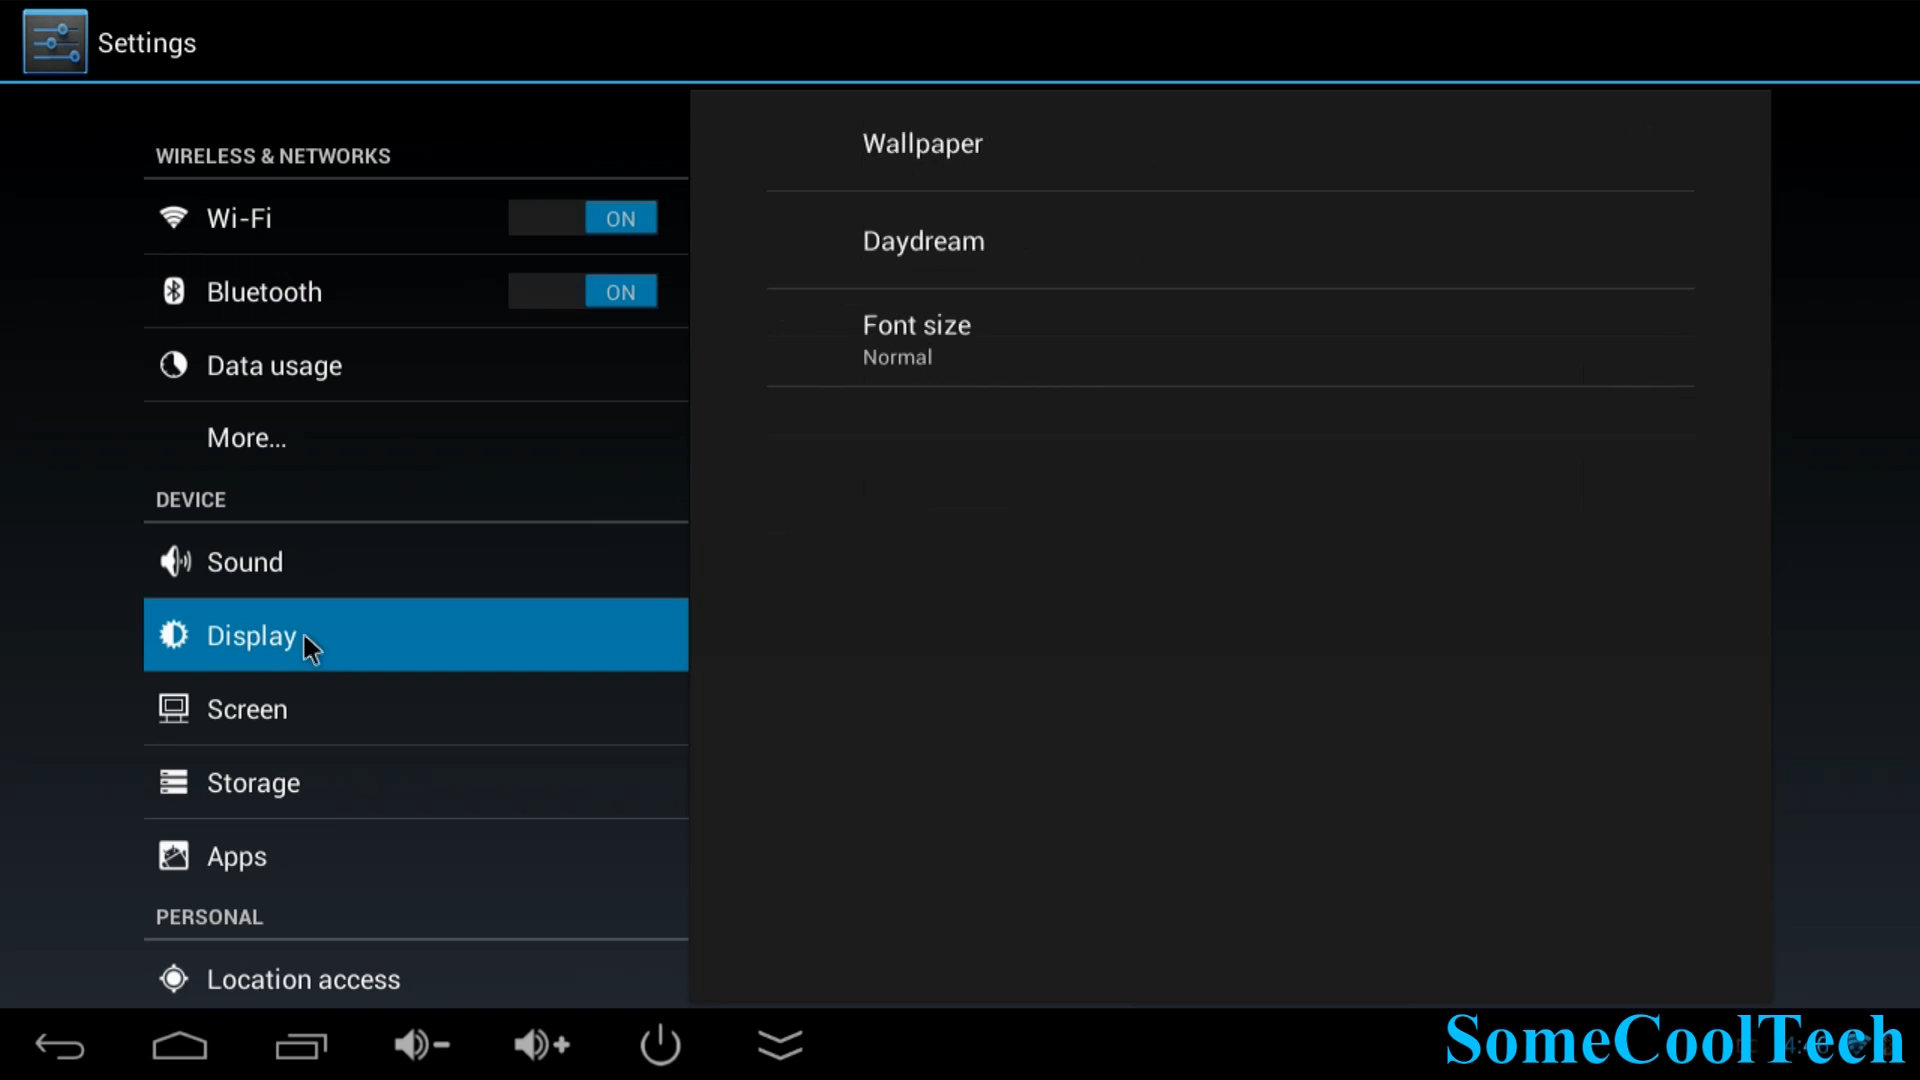 Settings
WIRELESS & NETWORKS
Wi-Fi
ON
Bluetooth
ON
Data usage
More...
DEVICE
Sound
Display
Screen
Storage
Apps
PERSONAL
Location access
Wallpaper
Daydream
Font size
Normal
SomeCoolTech